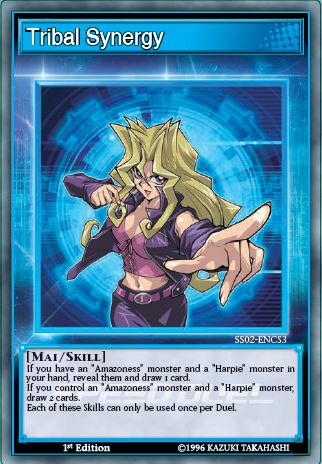 Tribal Synergy
SS02-ENCS3
[MAI/SKILL]
If you have an "Amazoness" monster and a "Harpie" monster in
your hand, reveal them and draw 1 card.
If you control an "Amazoness" monster and a "Harpie" monster,
draw 2 cards.
Each of these Skills can only be used once per Duel.
SPEED DUEL
1st Edition
©1996 KAZUKI TAKAHASHI